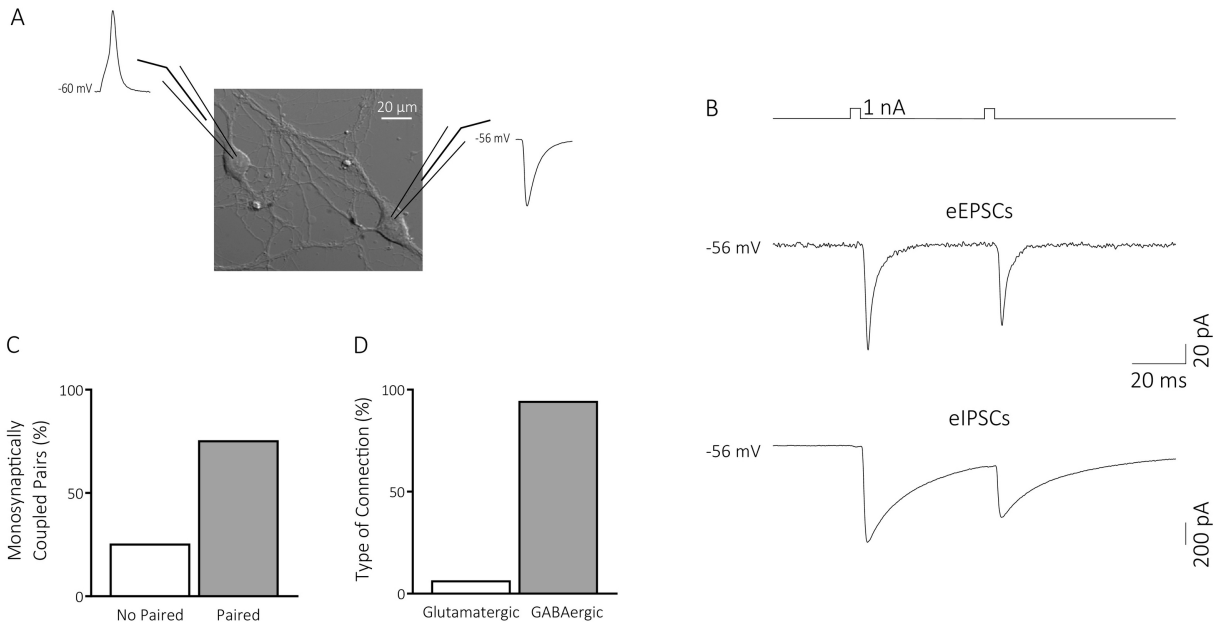 A
-60 mV
20 µm
-56 mV
B
1 nA
eEPSCs
-56 mV
20 pA
20 ms
eIPSCs
-56 mV
200 pA
C
Monosynaptically
Coupled Pairs (%)
100
50
0
No Paired
Paired
D
Type of Connection (%)
100
50
0
Glutamatergic
GABAergic